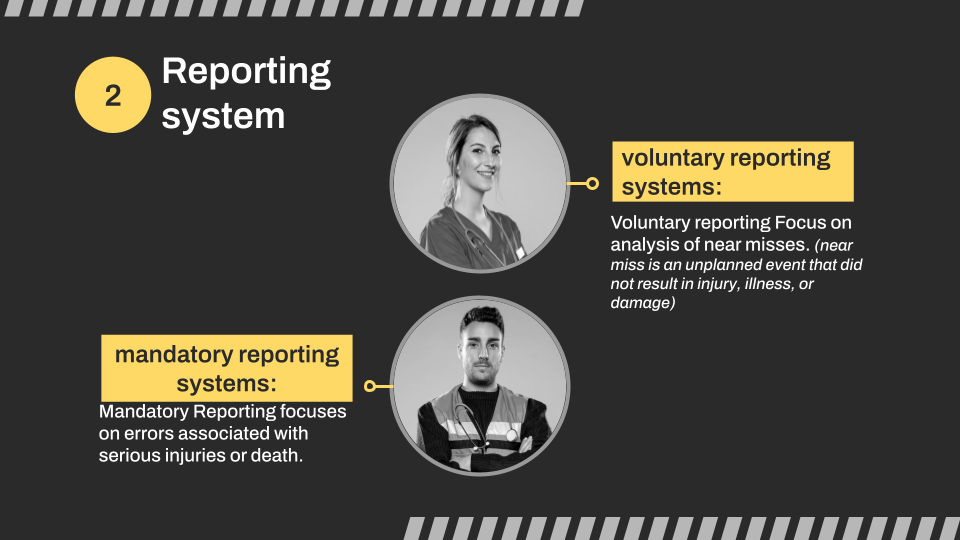 2
Reporting
system
voluntary reporting
systems:
Voluntary reporting Focus on
analysis of near misses. (near
miss is an unplanned event that did
not result in injury, illness, or
damage)
mandatory reporting
systems:
Mandatory Reporting focuses
on errors associated with
serious injuries or death.